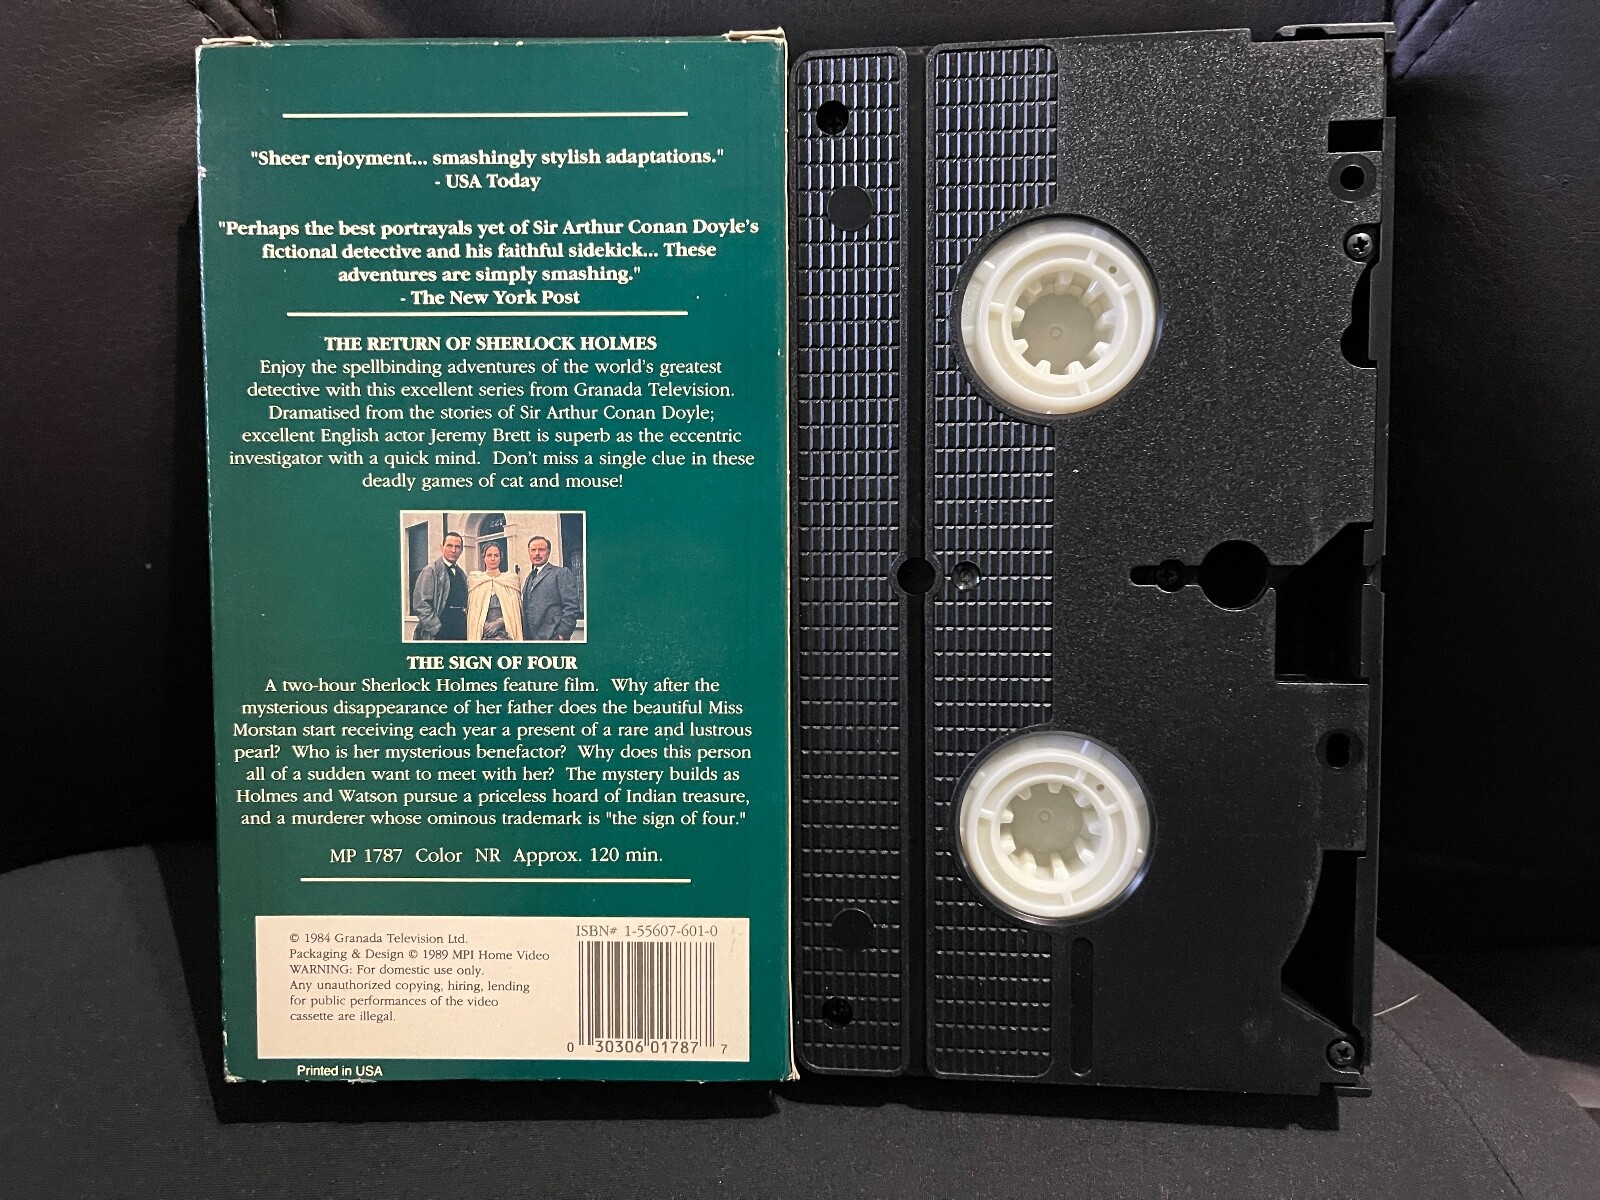 "Sheer enjoyment... smashingly stylish adaptations."
- USA Today
"Perhaps the best portrayals yet of Sir Arthur Conan Doyle's
fictional detective and his faithful sidekick... These
adventures are simply smashing."
- The New York Post
THE RETURN OF SHERLOCK HOLMES
Enjoy the spellbinding adventures of the world's greatest
detective with this excellent series from Granada Television.
Dramatised from the stories of Sir Arthur Conan Doyle;
excellent English actor Jeremy Brett is superb as the eccentric
investigator with a quick mind. Don't miss a single clue in these
deadly games of cat and mouse!
THE SIGN OF FOUR
A two-hour Sherlock Holmes feature film. Why after the
mysterious disappearance of her father does the beautiful Miss
Morstan start receiving each year a present of a rare and lustrous
pearl? Who is her mysterious benefactor? Why does this person
all of a sudden want to meet with her? The mystery builds as
Holmes and Watson pursue a priceless hoard of Indian treasure,
and a murderer whose ominous trademark is "the sign of four."
MP 1787 Color NR Approx. 120 min.
© 1984 Granada Television Ltd.
Packaging & Design © 1989 MPI Home Video
WARNING: For domestic use only.
Any unauthorized copying, hiring, lending
for public performances of the video
cassette are illegal.
ISBN# 1-55607-601-0
0 30306 01787 7
Printed in USA